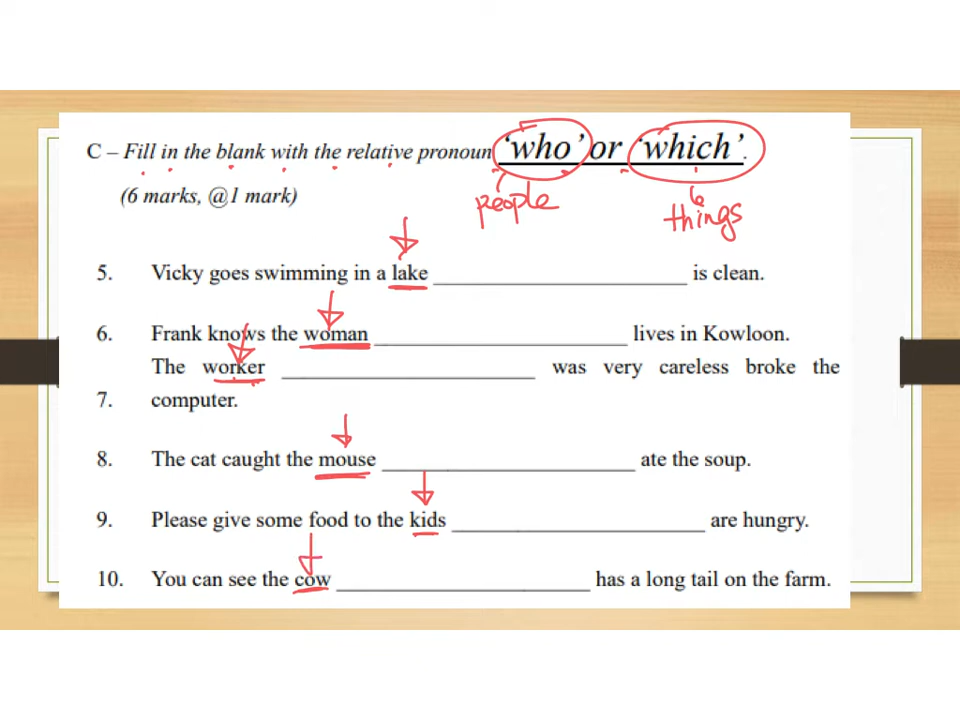 C – Fill in the blank with the relative pronoun ‘who’ or ‘which’.
(6 marks, @1 mark)
people
things
5. Vicky goes swimming in a lake ______________________ is clean.
6. Frank knows the woman ______________________ lives in Kowloon.
The worker ______________________ was very careless broke the
7. computer.
8. The cat caught the mouse ______________________ ate the soup.
9. Please give some food to the kids ______________________ are hungry.
10. You can see the cow ______________________ has a long tail on the farm.